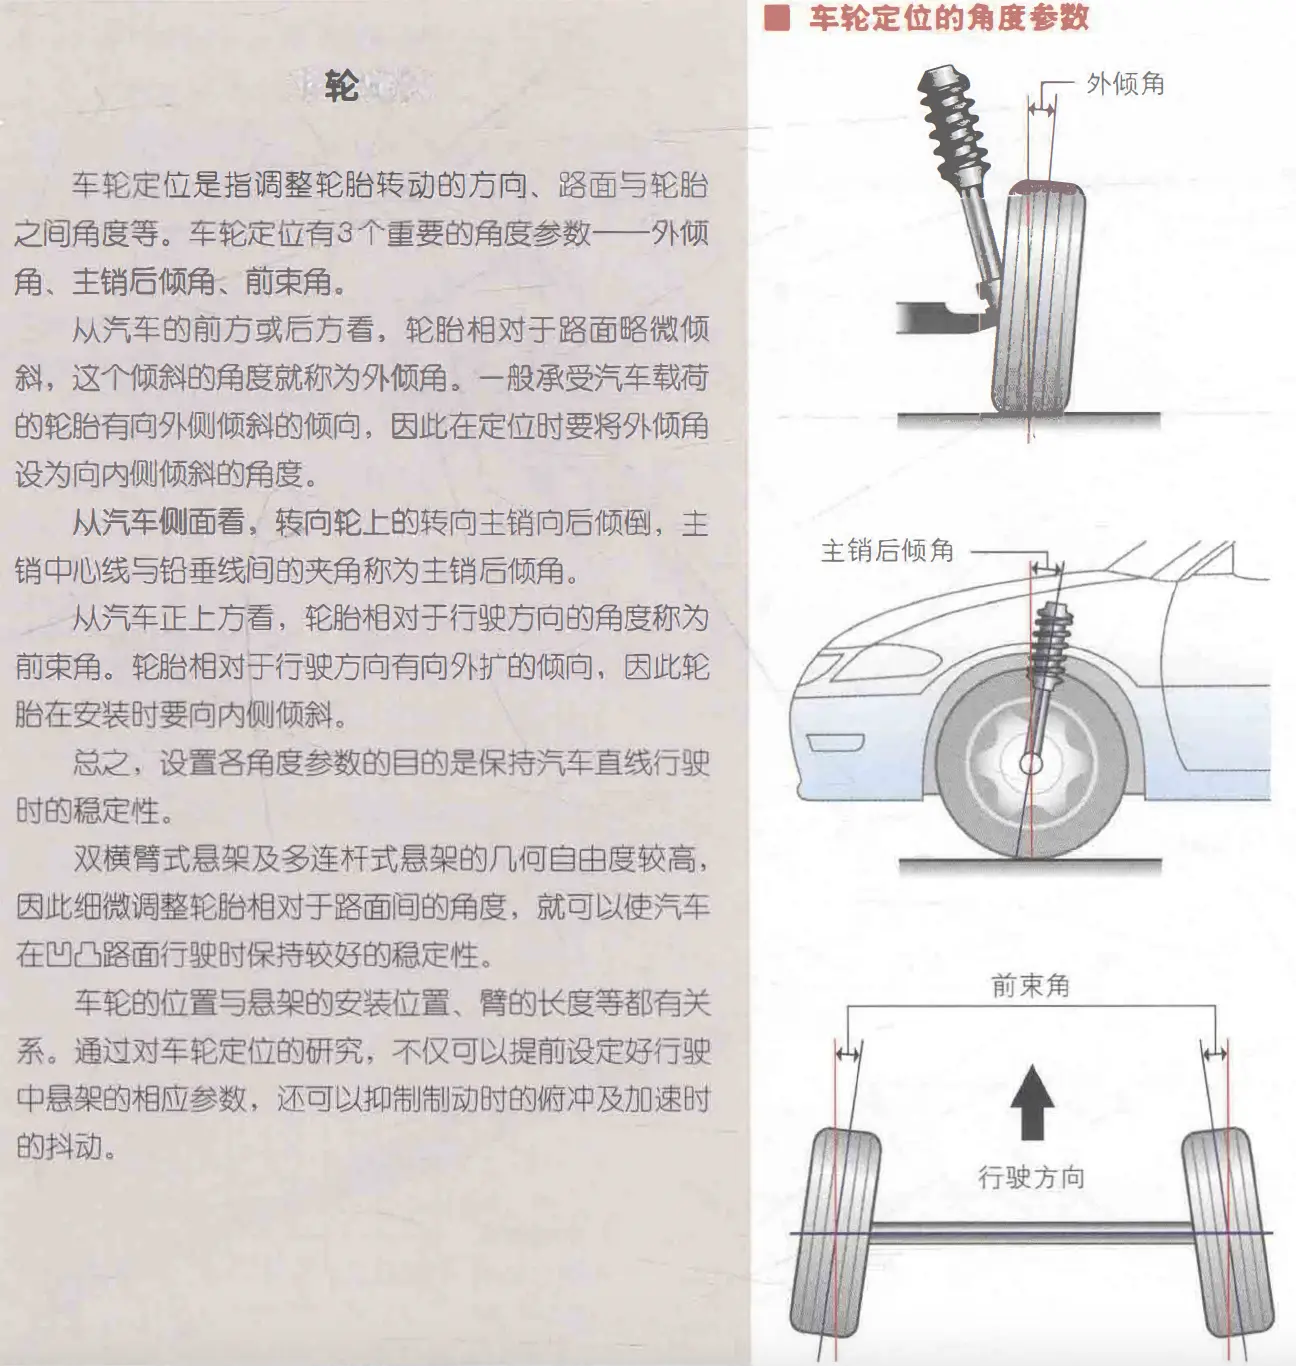 轮
车轮定位是指调整轮胎转动的方向、路面与轮胎
之间角度等。车轮定位有3个重要的角度参数——外倾
角、主销后倾角、前束角。
从汽车的前方或后方看，轮胎相对于路面略微倾
斜，这个倾斜的角度就称为外倾角。一般承受汽车载荷
的轮胎有向外侧倾斜的倾向，因此在定位时要将外倾角
设为向内侧倾斜的角度。
从汽车侧面看，转向轮上的转向主销向后倾倒，主
销中心线与铅垂线间的夹角称为主销后倾角。
从汽车正上方看，轮胎相对于行驶方向的角度称为
前束角。轮胎相对于行驶方向有向外扩的倾向，因此轮
胎在安装时要向内侧倾斜。
总之，设置各角度参数的目的是保持汽车直线行驶
时的稳定性。
双横臂式悬架及多连杆式悬架的几何自由度较高，
因此细微调整轮胎相对于路面间的角度，就可以使汽车
在凹凸路面行驶时保持较好的稳定性。
车轮的位置与悬架的安装位置、臂的长度等都有关
系。通过对车轮定位的研究，不仅可以提前设定好行驶
中悬架的相应参数，还可以抑制制动时的俯冲及加速时
的抖动。
车轮定位的角度参数
外倾角
主销后倾角
前束角
行驶方向